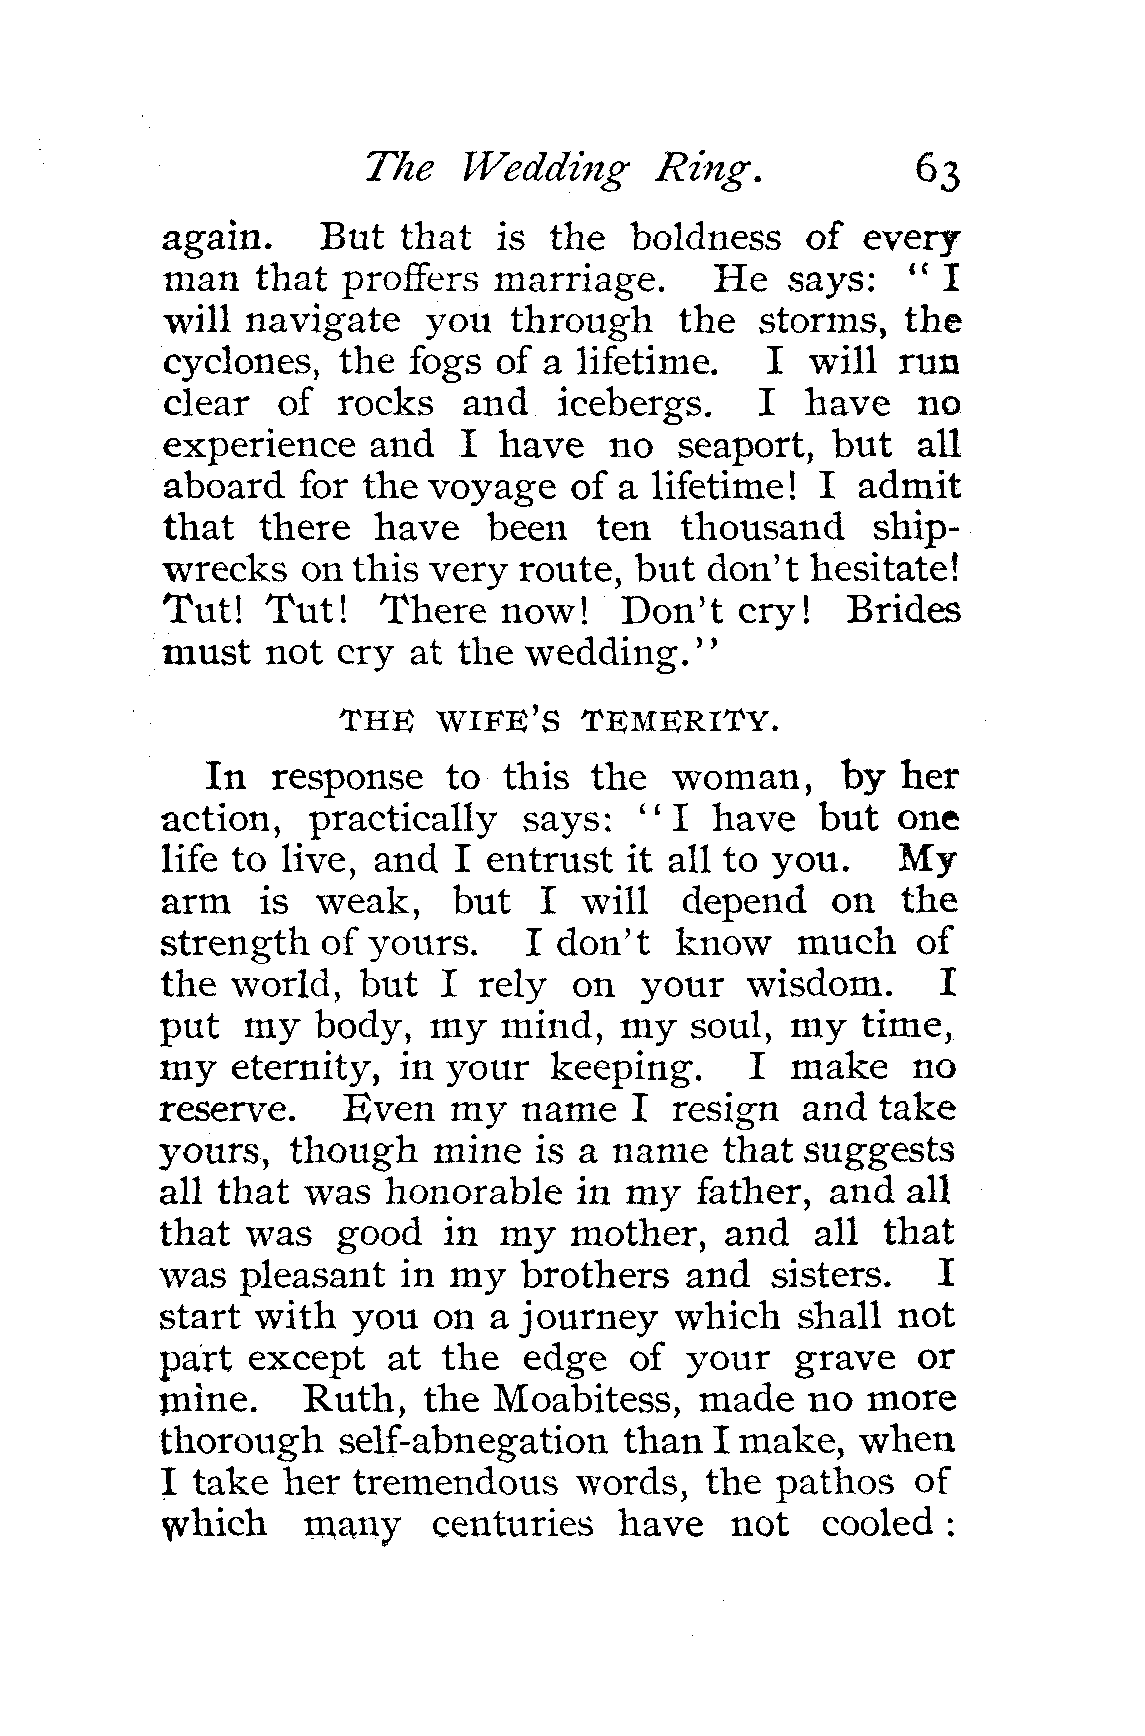 The Wedding Ring. 63
again. But that is the boldness of every
man that proffers marriage. He says: “ I
will navigate you through the storms, the
cyclones, the fogs of a lifetime. I will run
clear of rocks and icebergs. I have no
experience and I have no seaport, but all
aboard for the voyage of a lifetime! I admit
that there have been ten thousand ship-
wrecks on this very route, but don't hesitate!
Tut! Tut! There now! Don't cry! Brides
must not cry at the wedding.”
THE WIFE'S TEMERITY.
In response to this the woman, by her
action, practically says: “ I have but one
life to live, and I entrust it all to you. My
arm is weak, but I will depend on the
strength of yours. I don't know much of
the world, but I rely on your wisdom. I
put my body, my mind, my soul, my time,
my eternity, in your keeping. I make no
reserve. Even my name I resign and take
yours, though mine is a name that suggests
all that was honorable in my father, and all
that was good in my mother, and all that
was pleasant in my brothers and sisters. I
start with you on a journey which shall not
part except at the edge of your grave or
mine. Ruth, the Moabitess, made no more
thorough self-abnegation than I make, when
I take her tremendous words, the pathos of
which many centuries have not cooled :